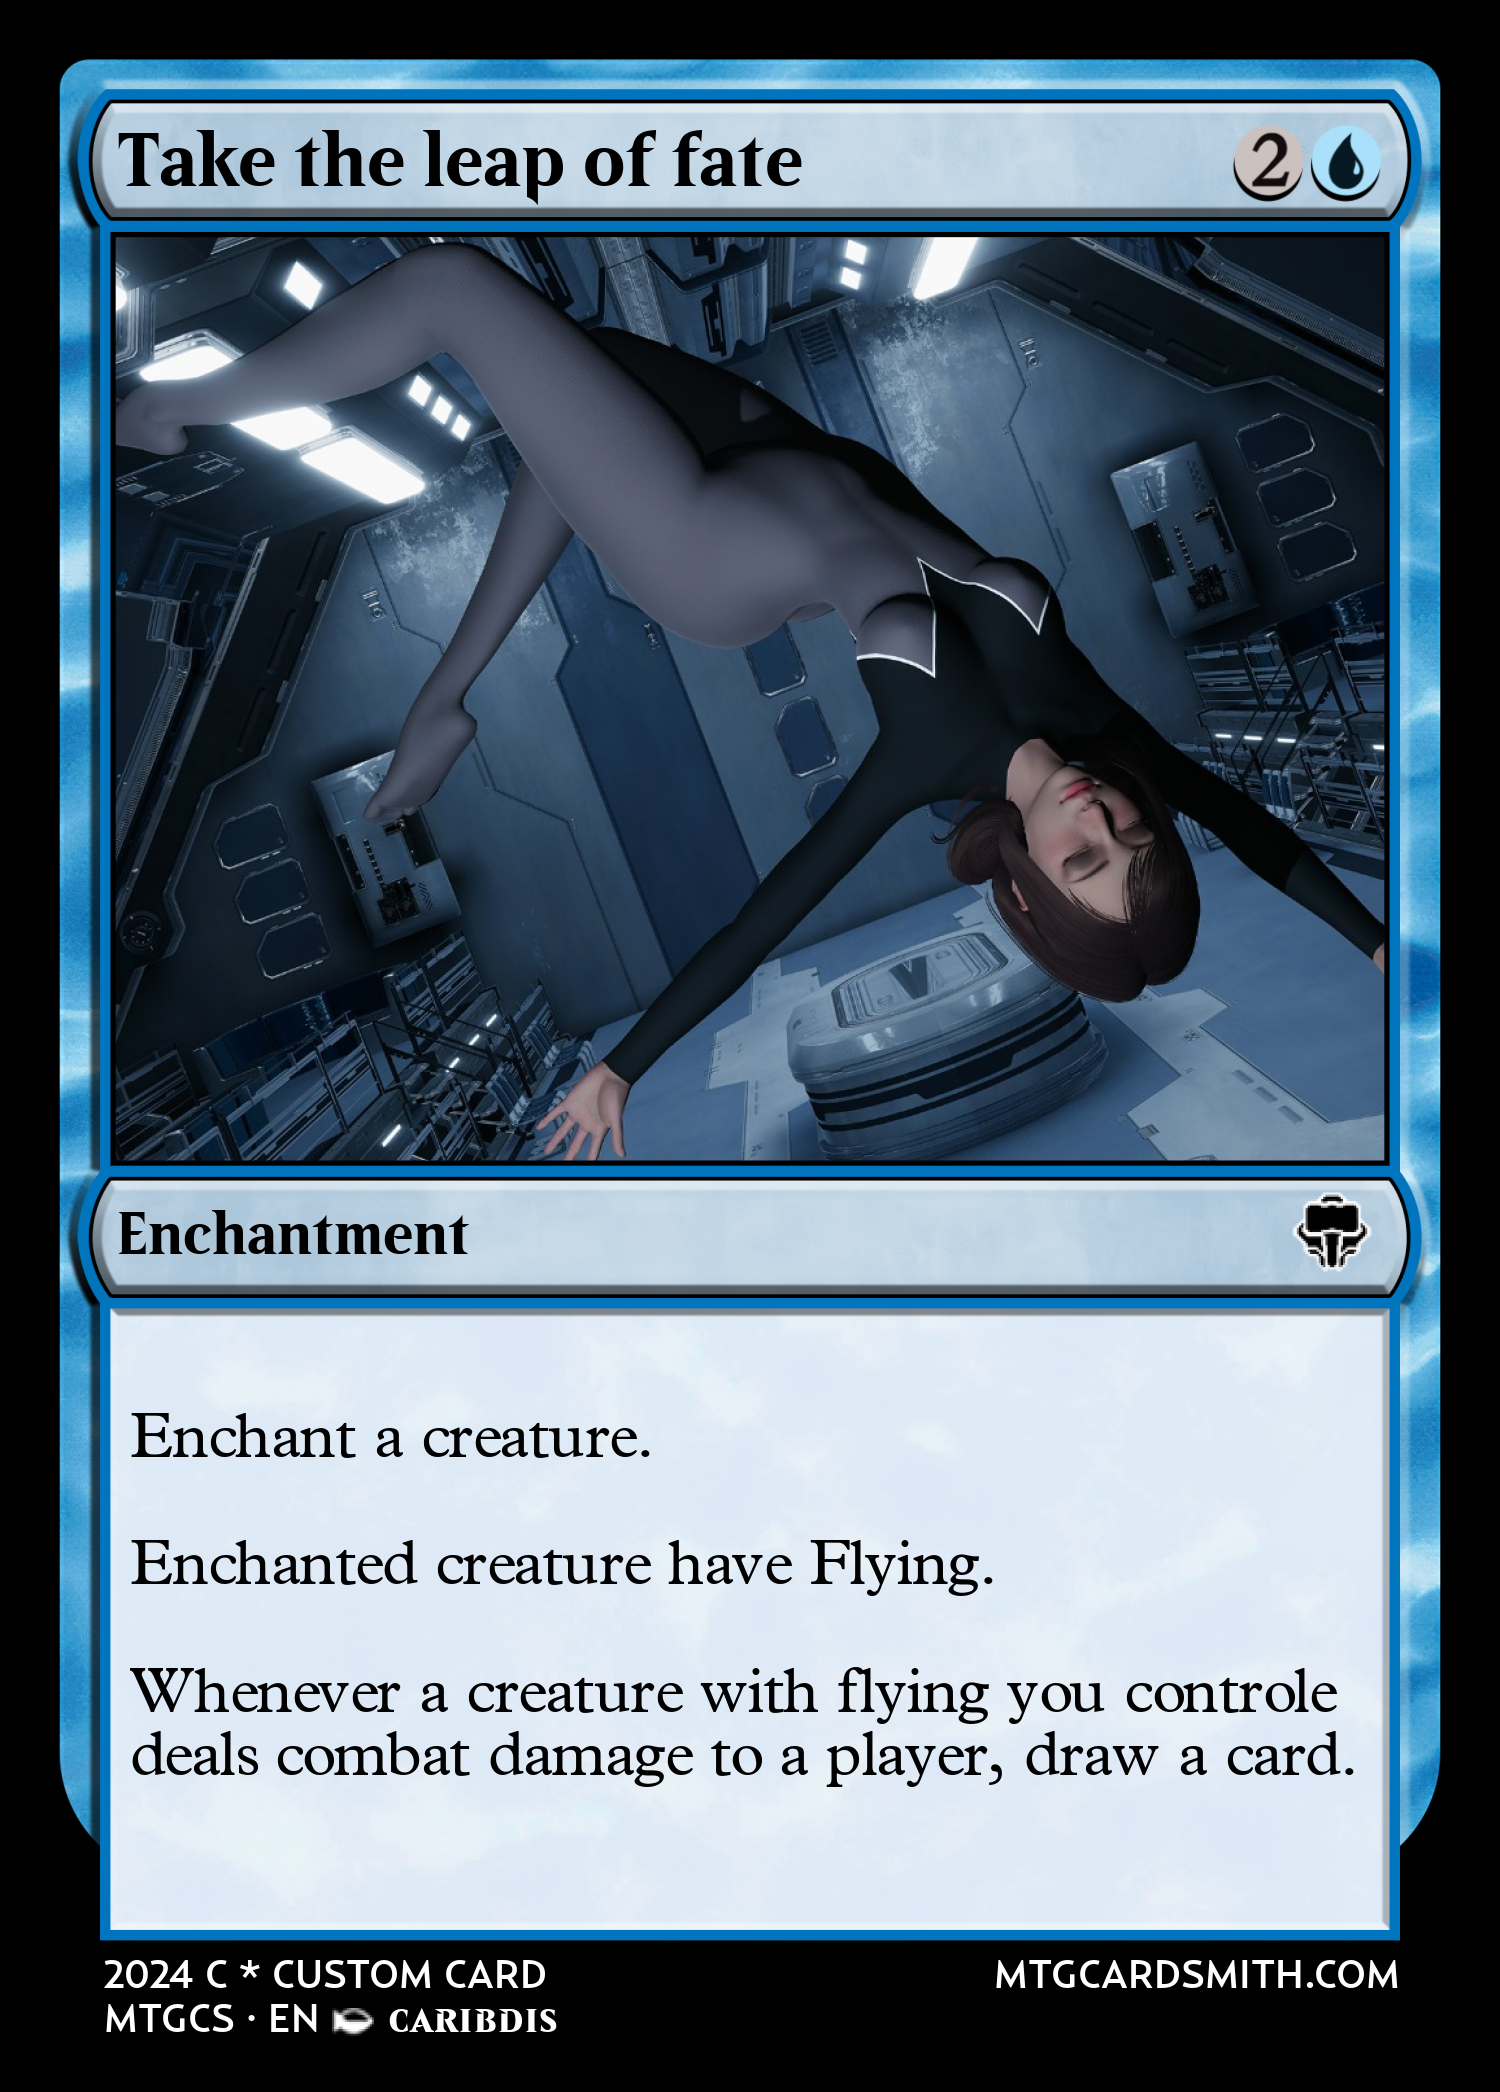 Take the leap of fate 2
Enchantment
Enchant a creature.
Enchanted creature have Flying.
Whenever a creature with flying you controle
deals combat damage to a player, draw a card.
2024 C * CUSTOM CARD
MTGCARDSMITH.COM
MTGCS · EN CARIBDIS